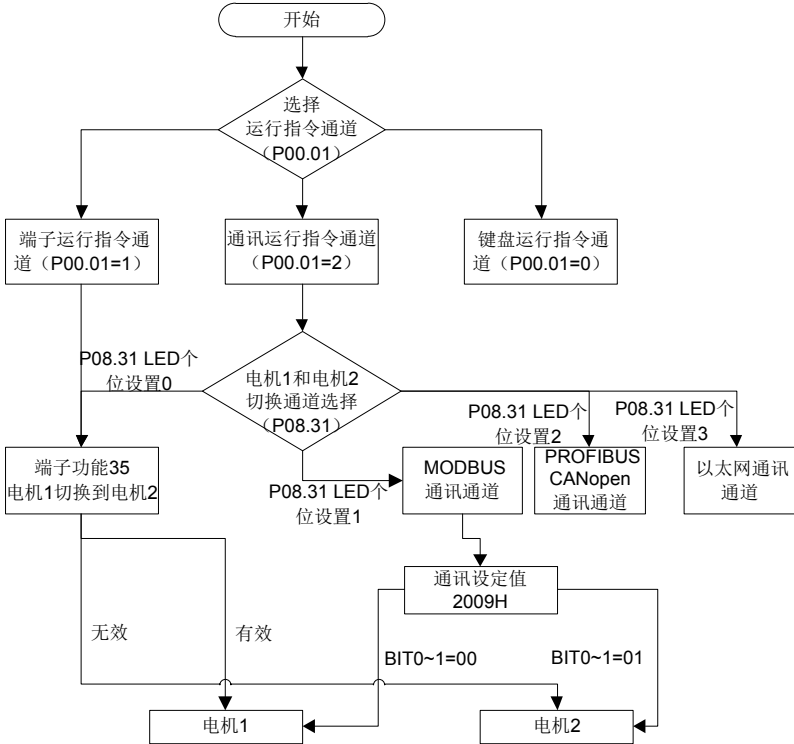 开始
选择
运行指令通道
（P00.01）
端子运行指令通
道（P00.01=1）
通讯运行指令通道
（P00.01=2）
键盘运行指令通
道（P00.01=0）
P08.31 LED个
位设置0
电机1和电机2
切换通道选择
（P08.31）
P08.31 LED个
位设置2
P08.31 LED个
位设置3
端子功能35
电机1切换到电机2
P08.31 LED个
位设置1
MODBUS
通讯通道
PROFIBUS
CANopen
通讯通道
以太网通讯
通道
通讯设定值
2009H
无效
有效
BIT0~1=00
BIT0~1=01
电机1
电机2